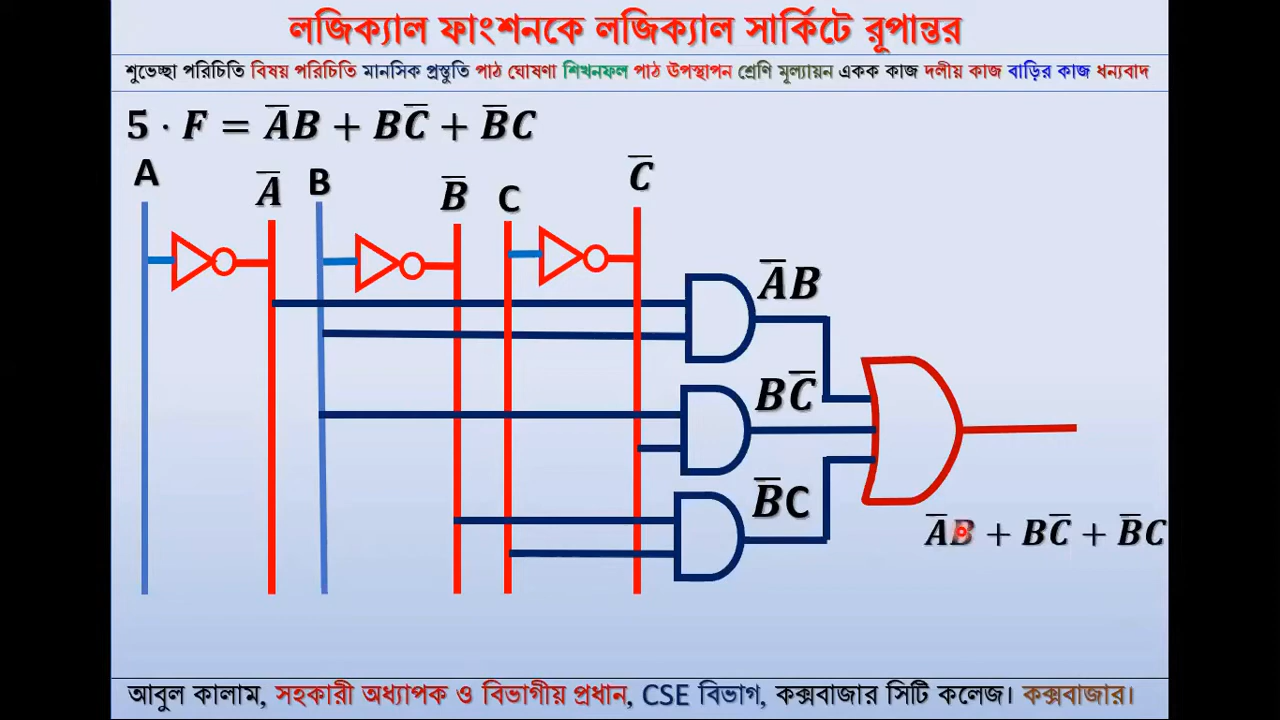 লজিক্যাল ফাংশনকে লজিক্যাল সার্কিটে রূপান্তর
শুভেচ্ছা পরিচিতি বিষয় পরিচিতি মানসিক প্রস্তুতি পাঠ ঘোষণা শিখনফল পাঠ উপস্থাপন শ্রেণি মূল্যায়ন একক কাজ দলীয় কাজ বাড়ির কাজ ধন্যবাদ
5 · F = A̅B + BC̅ + B̅C
A A̅ B B̅ C C̅
A̅B
BC̅
B̅C
A̅B + BC̅ + B̅C
আবুল কালাম, সহকারী অধ্যাপক ও বিভাগীয় প্রধান, CSE বিভাগ, কক্সবাজার সিটি কলেজ। কক্সবাজার।